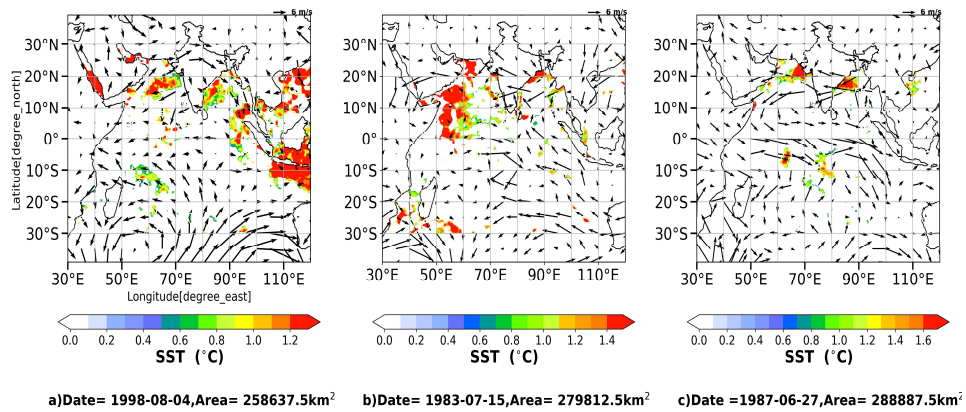 6 m/s 6 m/s 6 m/s
30°N 30°N 30°N
20°N 20°N 20°N
10°N 10°N 10°N
0° 0° 0°
10°S 10°S 10°S
20°S 20°S 20°S
30°S 30°S 30°S
Latitude[degree_north]
30°E 50°E 70°E 90°E 110°E 30°E 50°E 70°E 90°E 110°E 30°E 50°E 70°E 90°E 110°E
Longitude[degree_east]
0.0 0.2 0.4 0.6 0.8 1.0 1.2 0.0 0.2 0.4 0.6 0.8 1.0 1.2 1.4 0.0 0.2 0.4 0.6 0.8 1.0 1.2 1.4 1.6
SST (°C) SST (°C) SST (°C)
a)Date= 1998-08-04,Area= 258637.5km² b)Date= 1983-07-15,Area= 279812.5km² c)Date =1987-06-27,Area= 288887.5km²